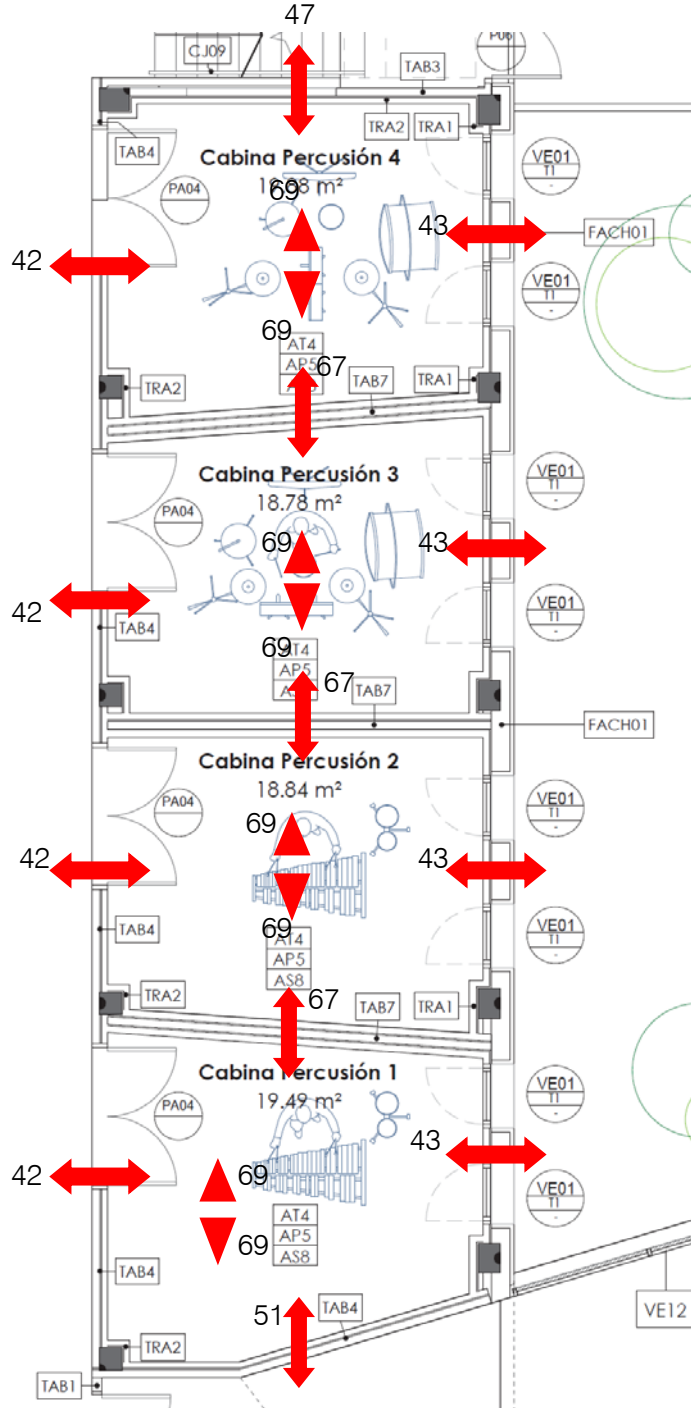 47
P06
CJ09
TAB3
TRA2
TRA1
TAB4
Cabina Percusión 4
m²
VE01
T1
-
PA04
69
43
FACH01
42
VE01
T1
-
69
AT4
AP5
67
TRA2
TAB7
TRA1
Cabina Percusión 3
18.78 m²
VE01
T1
-
PA04
69
43
42
VE01
T1
-
TAB4
69
AT4
AP5
67
TAB7
FACH01
Cabina Percusión 2
18.84 m²
VE01
T1
-
PA04
69
42
43
69
TAB4
AT4
AP5
AS8
VE01
T1
-
TRA2
67
TAB7
TRA1
Cabina Percusión 1
19.49 m²
VE01
T1
-
PA04
43
42
69
VE01
T1
-
AT4
AP5
AS8
69
TAB4
51
TAB4
VE12
TRA2
TAB1